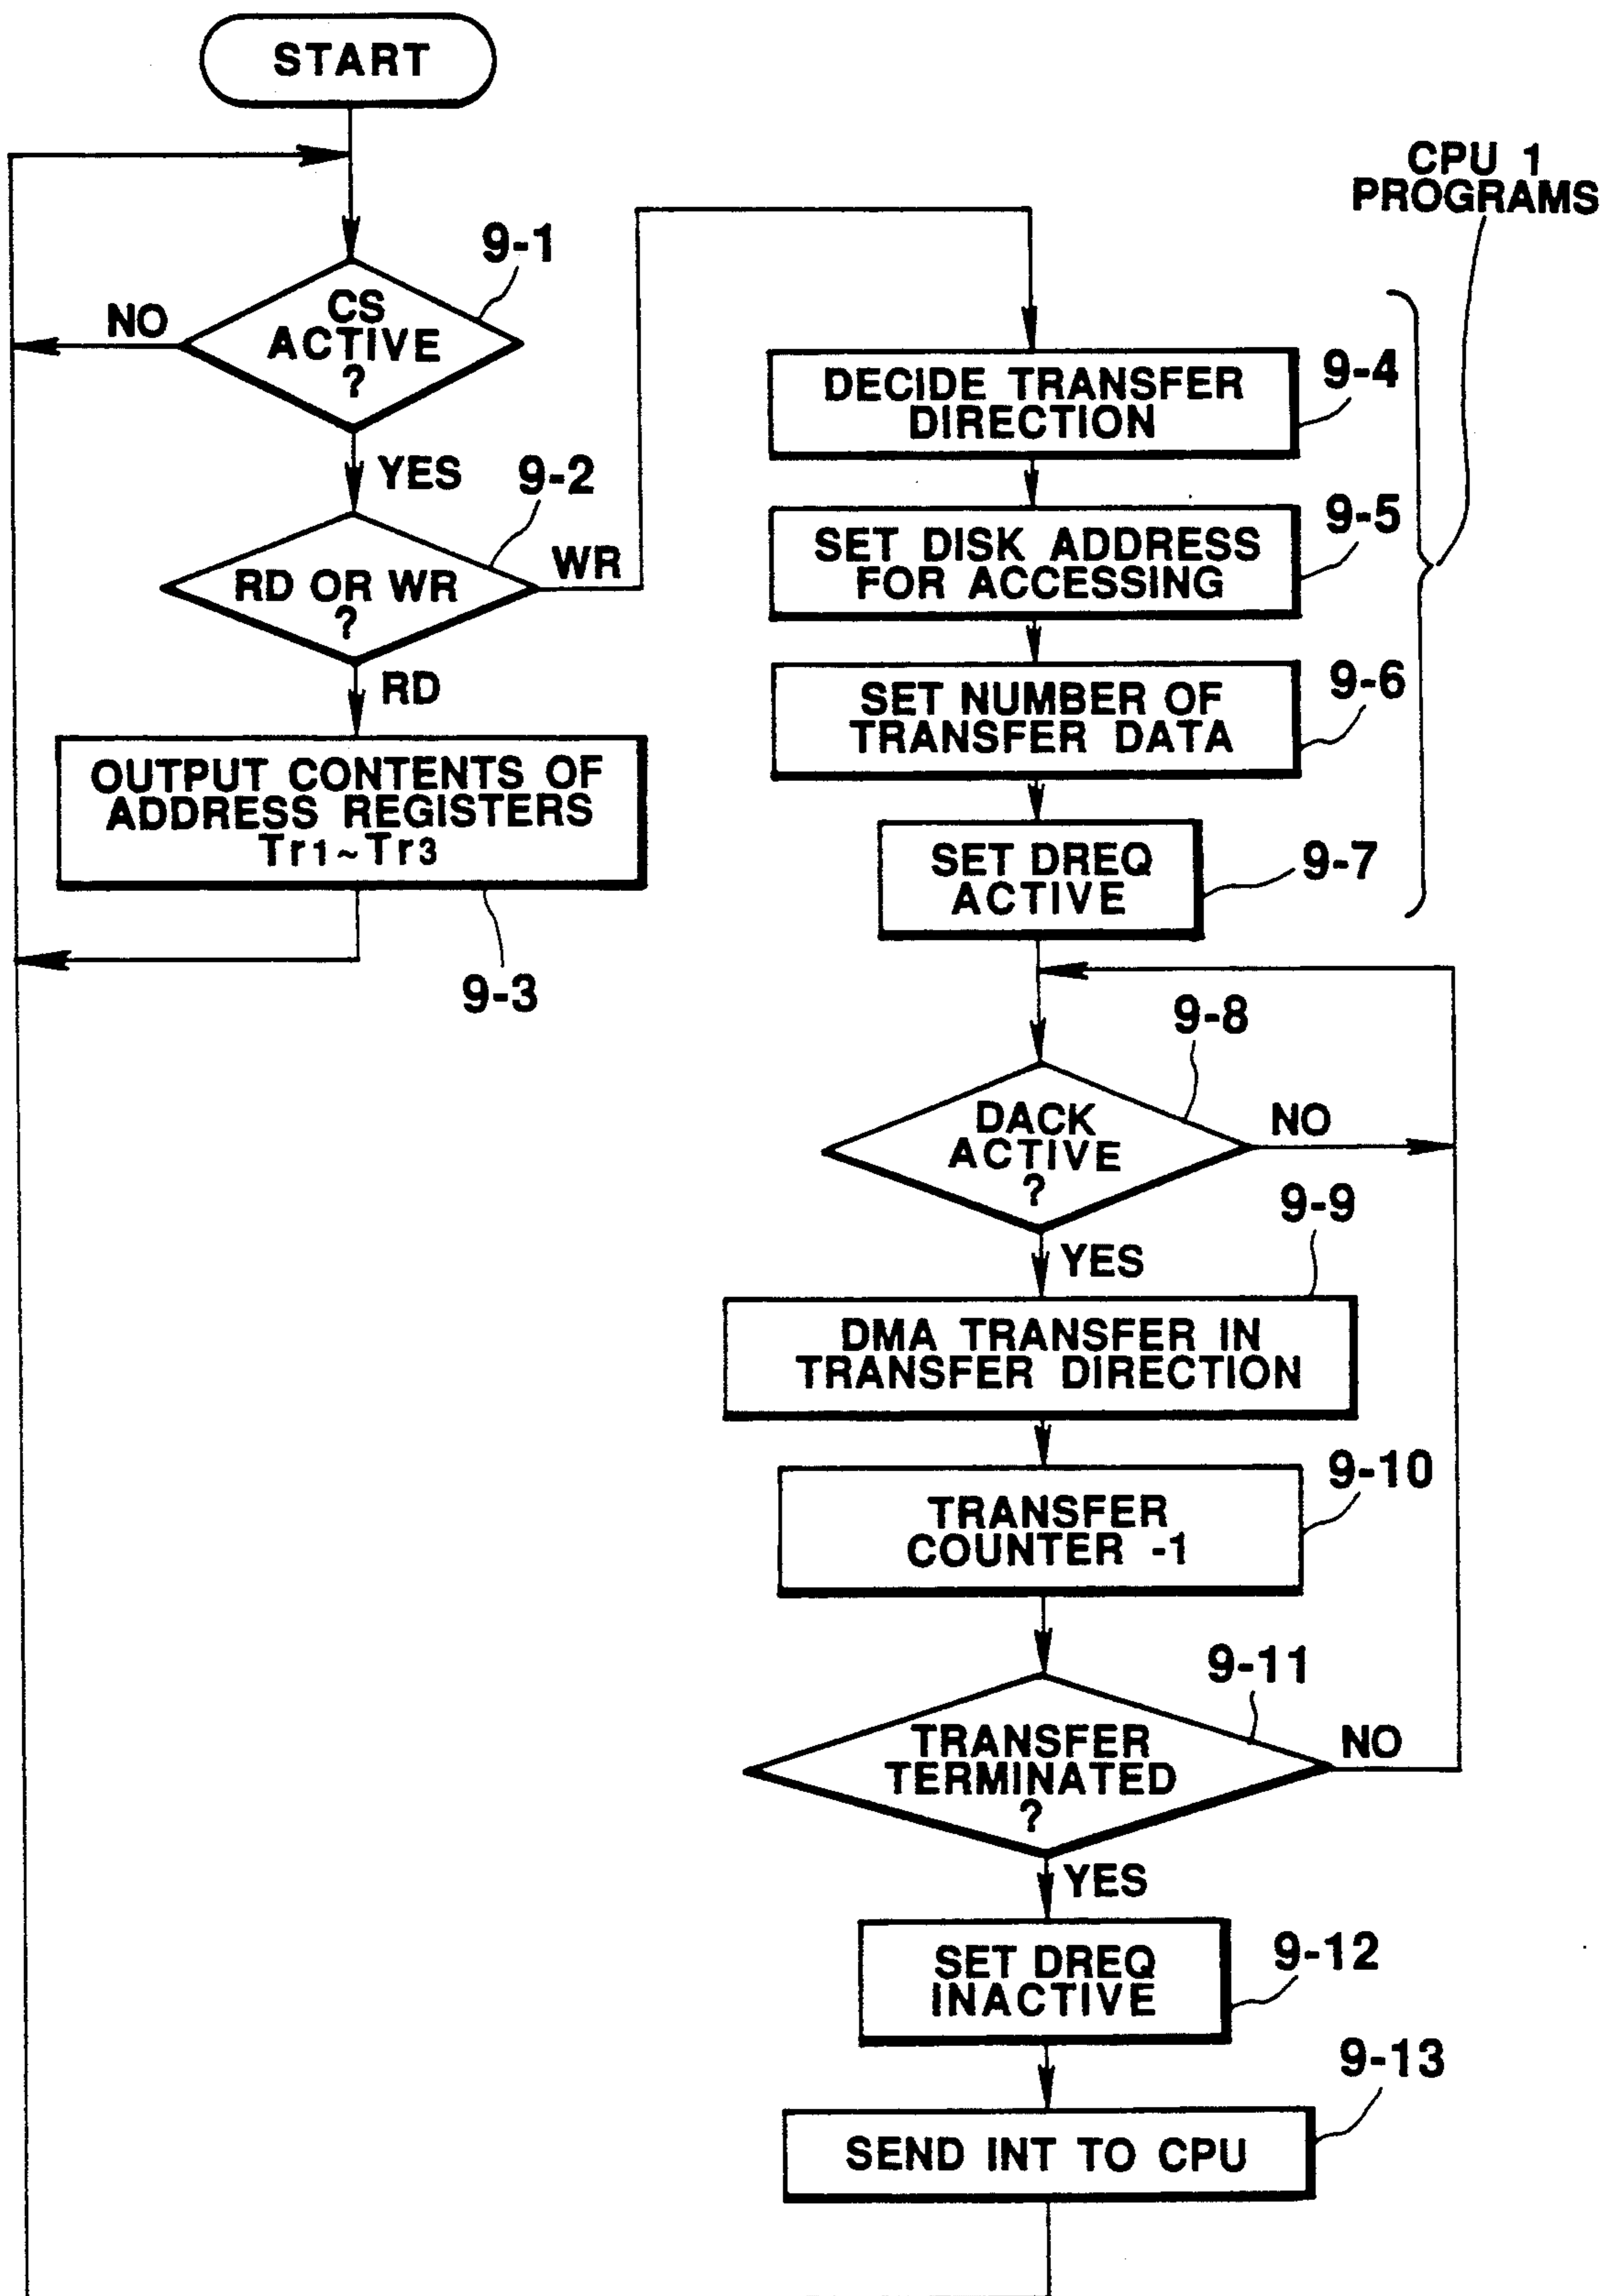 START
CPU 1
PROGRAMS
9-1
CS
ACTIVE
?
NO
YES
9-2
RD OR WR
?
WR
RD
OUTPUT CONTENTS OF
ADDRESS REGISTERS
Tr1~Tr3
9-3
DECIDE TRANSFER
DIRECTION
9-4
SET DISK ADDRESS
FOR ACCESSING
9-5
SET NUMBER OF
TRANSFER DATA
9-6
SET DREQ
ACTIVE
9-7
9-8
DACK
ACTIVE
?
NO
YES
9-9
DMA TRANSFER IN
TRANSFER DIRECTION
9-10
TRANSFER
COUNTER -1
9-11
TRANSFER
TERMINATED
?
NO
YES
SET DREQ
INACTIVE
9-12
9-13
SEND INT TO CPU